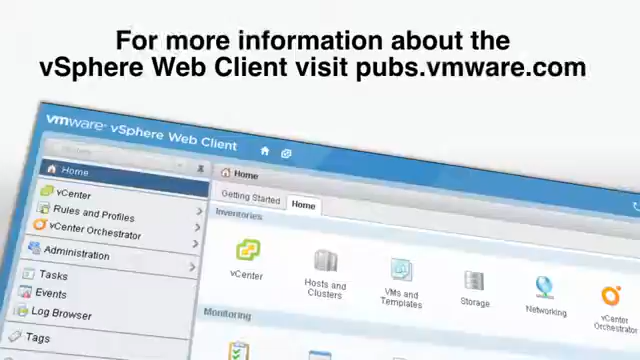 For more information about the
vSphere Web Client visit pubs.vmware.com
vmware® vSphere Web Client
Home
vCenter
Rules and Profiles
vCenter Orchestrator
Administration
Tasks
Events
Log Browser
Tags
Home
Getting Started
Home
Inventories
vCenter
Hosts and
Clusters
VMs and
Templates
Storage
Networking
vCenter
Orchestrator
Monitoring